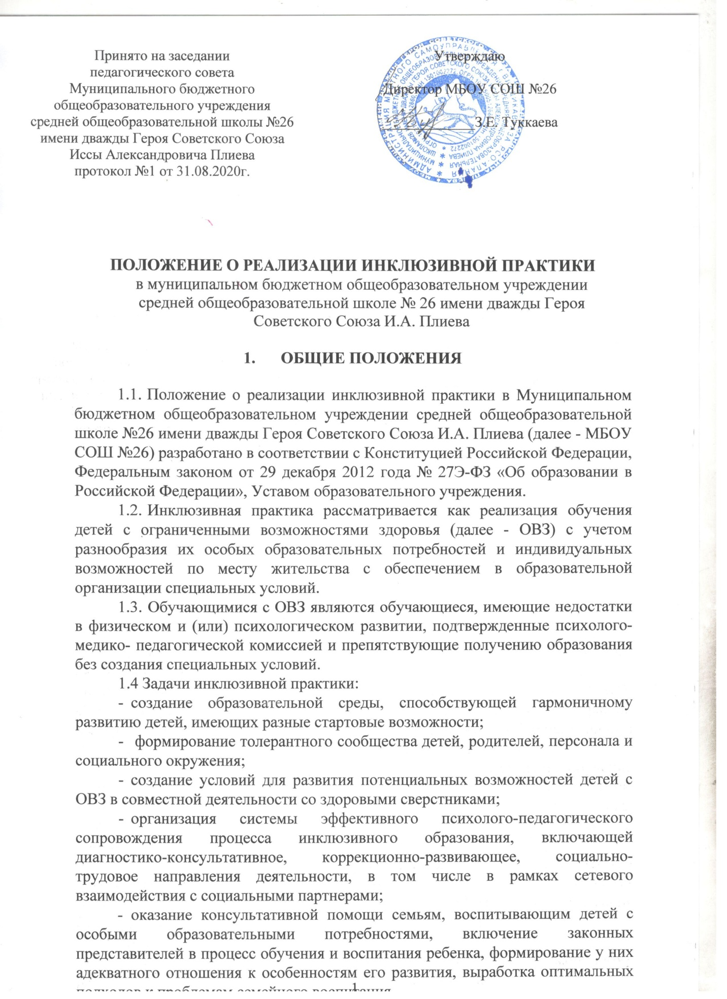 Принято на заседании
педагогического совета
Муниципального бюджетного
общеобразовательного учреждения
средней общеобразовательной школы №26
имени дважды Героя Советского Союза
Иссы Александровича Плиева
протокол №1 от 31.08.2020г.
Утверждаю
Директор МБОУ СОШ №26
З.Е. Туккаева
ПОЛОЖЕНИЕ О РЕАЛИЗАЦИИ ИНКЛЮЗИВНОЙ ПРАКТИКИ
в муниципальном бюджетном общеобразовательном учреждении
средней общеобразовательной школе № 26 имени дважды Героя
Советского Союза И.А. Плиева
1. ОБЩИЕ ПОЛОЖЕНИЯ
1.1. Положение о реализации инклюзивной практики в Муниципальном
бюджетном общеобразовательном учреждении средней общеобразовательной
школе №26 имени дважды Героя Советского Союза И.А. Плиева (далее - МБОУ
СОШ №26) разработано в соответствии с Конституцией Российской Федерации,
Федеральным законом от 29 декабря 2012 года № 27Э-ФЗ «Об образовании в
Российской Федерации», Уставом образовательного учреждения.
1.2. Инклюзивная практика рассматривается как реализация обучения
детей с ограниченными возможностями здоровья (далее - ОВЗ) с учетом
разнообразия их особых образовательных потребностей и индивидуальных
возможностей по месту жительства с обеспечением в образовательной
организации специальных условий.
1.3. Обучающимися с ОВЗ являются обучающиеся, имеющие недостатки
в физическом и (или) психологическом развитии, подтвержденные психолого-
медико- педагогической комиссией и препятствующие получению образования
без создания специальных условий.
1.4 Задачи инклюзивной практики:
- создание образовательной среды, способствующей гармоничному
развитию детей, имеющих разные стартовые возможности;
- формирование толерантного сообщества детей, родителей, персонала и
социального окружения;
- создание условий для развития потенциальных возможностей детей с
ОВЗ в совместной деятельности со здоровыми сверстниками;
- организация системы эффективного психолого-педагогического
сопровождения процесса инклюзивного образования, включающей
диагностико-консультативное, коррекционно-развивающее, социально-
трудовое направления деятельности, в том числе в рамках сетевого
взаимодействия с социальными партнерами;
- оказание консультативной помощи семьям, воспитывающим детей с
особыми образовательными потребностями, включение законных
представителей в процесс обучения и воспитания ребенка, формирование у них
адекватного отношения к особенностям его развития, выработка оптимальных
подходов к проблемам семейного воспитания
1